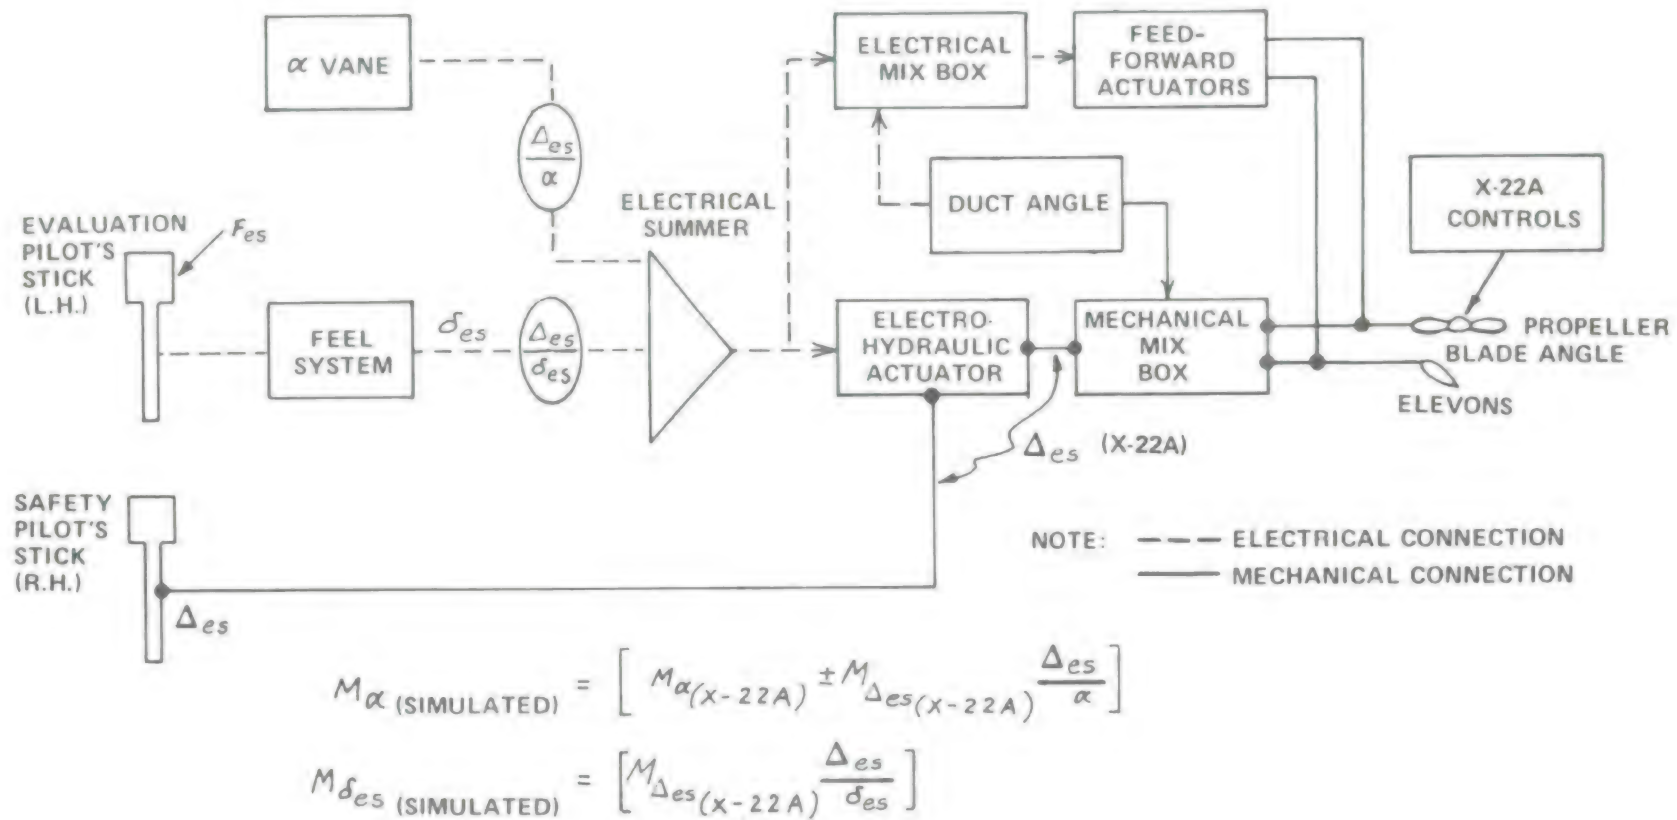 α VANE
Δes
α
ELECTRICAL
MIX BOX
FEED-
FORWARD
ACTUATORS
ELECTRICAL
SUMMER
DUCT ANGLE
X-22A
CONTROLS
EVALUATION
PILOT'S
STICK
(L.H.)
Fes
FEEL
SYSTEM
δes
Δes
δes
ELECTRO-
HYDRAULIC
ACTUATOR
MECHANICAL
MIX
BOX
PROPELLER
BLADE ANGLE
ELEVONS
Δes (X-22A)
SAFETY
PILOT'S
STICK
(R.H.)
Δes
NOTE: --- ELECTRICAL CONNECTION
— MECHANICAL CONNECTION
Mα (SIMULATED) = [ Mα(X-22A) ± MΔes(X-22A) Δes/α ]
Mδes (SIMULATED) = [ MΔes(X-22A) Δes/δes ]